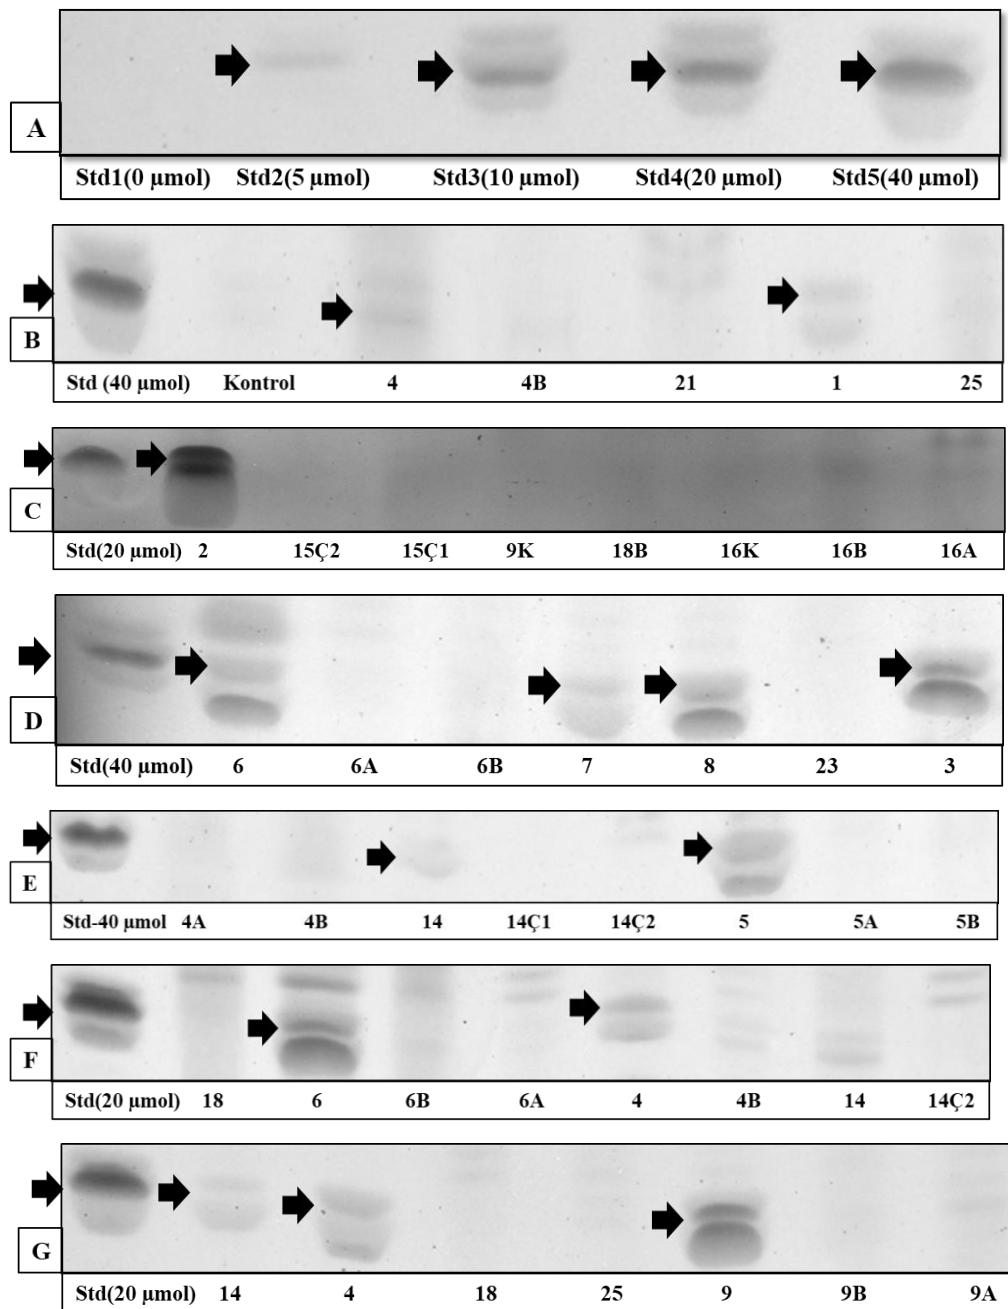 A
Std1(0 μmol) Std2(5 μmol) Std3(10 μmol) Std4(20 μmol) Std5(40 μmol)
B
Std (40 μmol) Kontrol 4 4B 21 1 25
C
Std(20 μmol) 2 15Ç2 15Ç1 9K 18B 16K 16B 16A
D
Std(40 μmol) 6 6A 6B 7 8 23 3
E
Std-40 μmol 4A 4B 14 14Ç1 14Ç2 5 5A 5B
F
Std(20 μmol) 18 6 6B 6A 4 4B 14 14Ç2
G
Std(20 μmol) 14 4 18 25 9 9B 9A